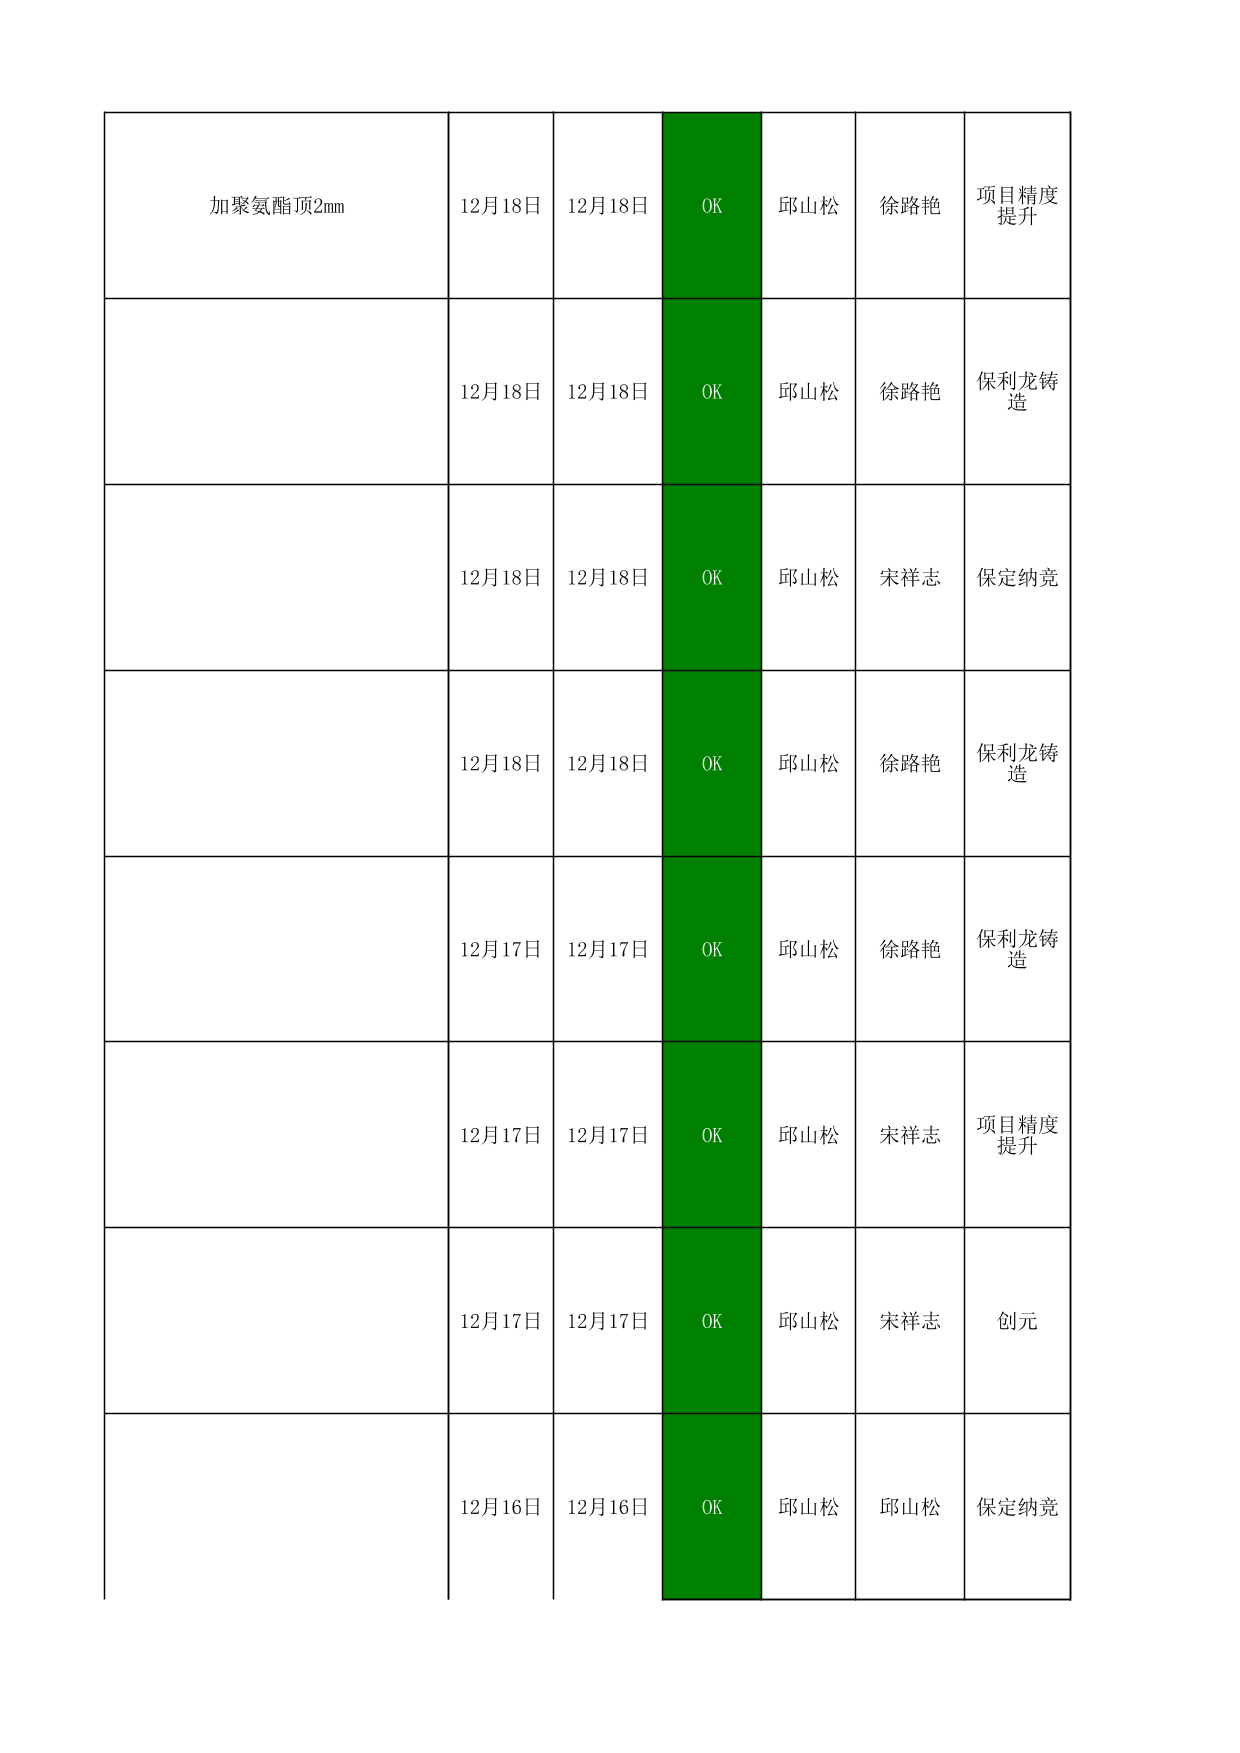 加聚氨酯顶2mm 12月18日 12月18日 OK 邱山松 徐路艳 项目精度
提升
12月18日 12月18日 OK 邱山松 徐路艳 保利龙铸
造
12月18日 12月18日 OK 邱山松 宋祥志 保定纳竞
12月18日 12月18日 OK 邱山松 徐路艳 保利龙铸
造
12月17日 12月17日 OK 邱山松 徐路艳 保利龙铸
造
12月17日 12月17日 OK 邱山松 宋祥志 项目精度
提升
12月17日 12月17日 OK 邱山松 宋祥志 创元
12月16日 12月16日 OK 邱山松 邱山松 保定纳竞